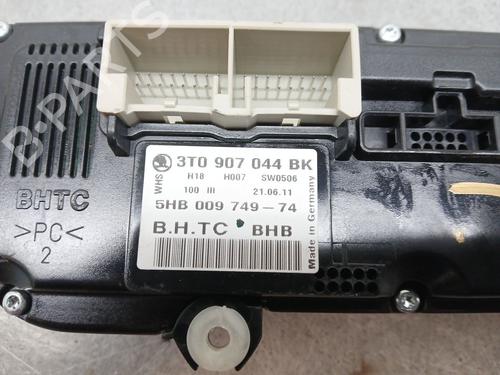 B-PARTS
3T0 907 044 BK
SHW5
H18 H007 SW0506
100 III 21.06.11
5HB 009 749-74
B.H.TC BHB
Made in Germany
BHTC
>PC<
2